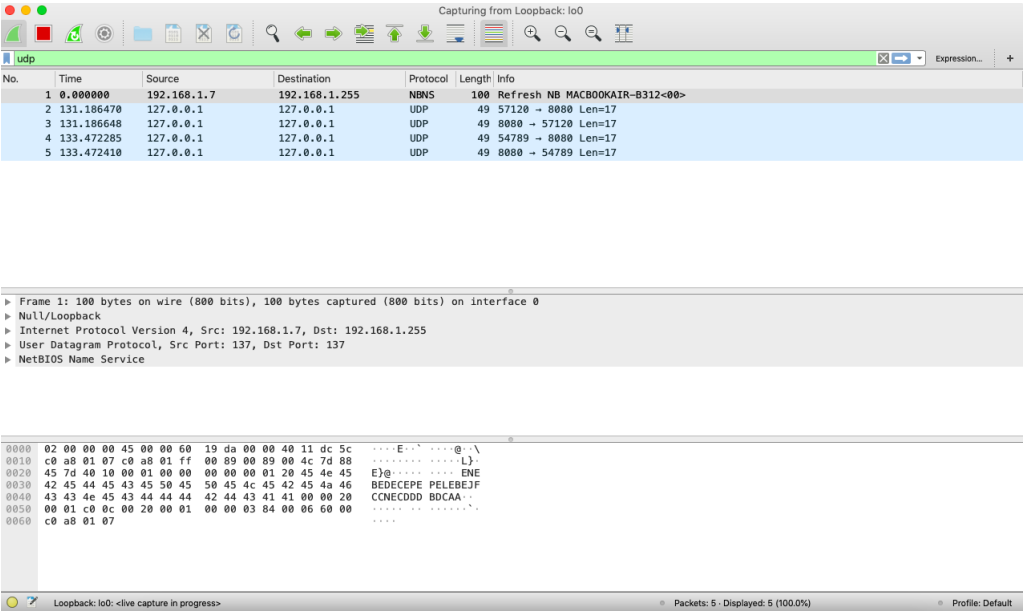 Capturing from Loopback: lo0
udp Expression... +
No. Time Source Destination Protocol Length Info
1 0.000000 192.168.1.7 192.168.1.255 NBNS 100 Refresh NB MACBOOKAIR-B312<00>
2 131.186470 127.0.0.1 127.0.0.1 UDP 49 57120 → 8080 Len=17
3 131.186648 127.0.0.1 127.0.0.1 UDP 49 8080 → 57120 Len=17
4 133.472285 127.0.0.1 127.0.0.1 UDP 49 54789 → 8080 Len=17
5 133.472410 127.0.0.1 127.0.0.1 UDP 49 8080 → 54789 Len=17
Frame 1: 100 bytes on wire (800 bits), 100 bytes captured (800 bits) on interface 0
Null/Loopback
Internet Protocol Version 4, Src: 192.168.1.7, Dst: 192.168.1.255
User Datagram Protocol, Src Port: 137, Dst Port: 137
NetBIOS Name Service
0000 02 00 00 00 45 00 00 60 19 da 00 00 40 11 dc 5c ····E··` ····@··\
0010 c0 a8 01 07 c0 a8 01 ff 00 89 00 89 00 4c 7d 88 ········ ·····L}·
0020 45 7d 40 10 00 01 00 00 00 00 00 01 20 45 4e 45 E}@····· ···· ENE
0030 42 45 44 45 43 45 50 45 50 45 4c 45 42 45 4a 46 BEDECEPE PELEBEJF
0040 43 43 4e 45 43 44 44 44 42 44 43 41 41 00 00 20 CCNECDDD BDCAA··
0050 00 01 c0 0c 00 20 00 01 00 00 03 84 00 06 60 00 ····· ·· ······`·
0060 c0 a8 01 07 ····
Loopback: lo0: <live capture in progress> Packets: 5 · Displayed: 5 (100.0%) Profile: Default